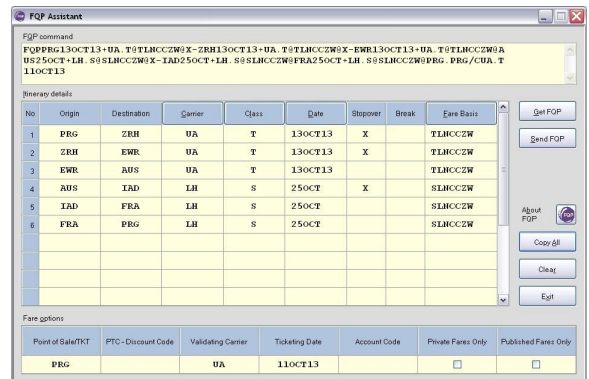 FQP Assistant
FQP command
FQPPRG13OCT13+UA.T@TLNCCZW@X-ZRH13OCT13+UA.T@TLNCCZW@X-EWR13OCT13+UA.T@TLNCCZW@A
US25OCT+LH.S@SLNCCZW@X-IAD25OCT+LH.S@SLNCCZW@FRA25OCT+LH.S@SLNCCZW@PRG.PRG/CUA.T
11OCT13
Itinerary details
No Origin Destination Carrier Class Date Stopover Break Fare Basis
1 PRG ZRH UA T 13OCT13 X TLNCCZW
2 ZRH EWR UA T 13OCT13 X TLNCCZW
3 EWR AUS UA T 13OCT13 TLNCCZW
4 AUS IAD LH S 25OCT X SLNCCZW
5 IAD FRA LH S 25OCT SLNCCZW
6 FRA PRG LH S 25OCT SLNCCZW
Get FQP
Send FQP
About
FQP FQP
Copy All
Clear
Exit
Fare options
Point of Sale/TKT PTC - Discount Code Validating Carrier Ticketing Date Account Code Private Fares Only Published Fares Only
PRG UA 11OCT13